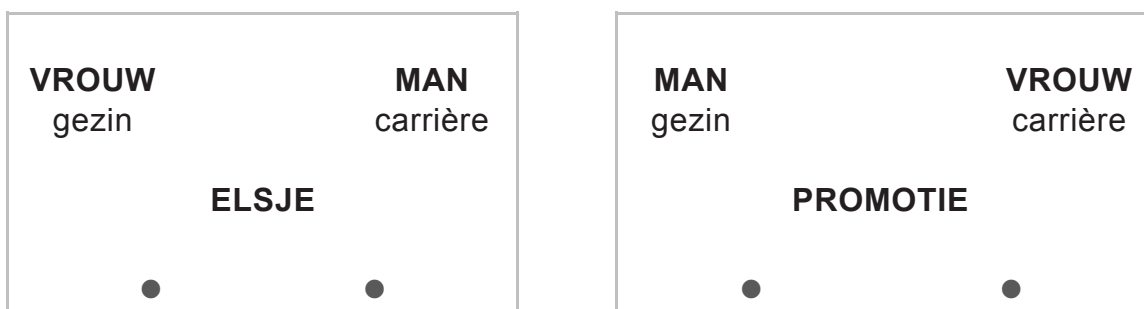 VROUW MAN
gezin carrière
ELSJE
MAN VROUW
gezin carrière
PROMOTIE